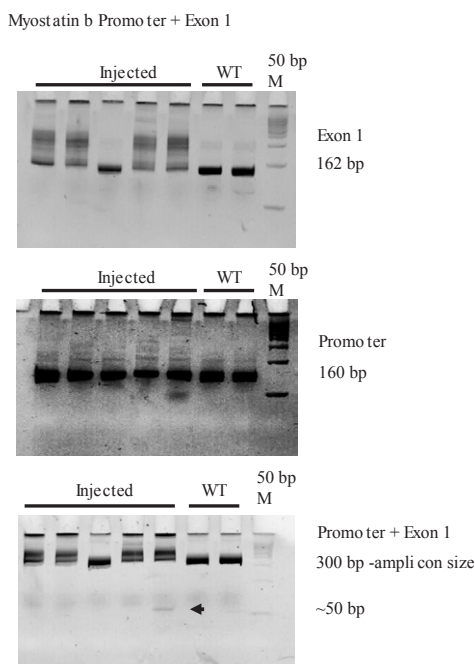 Myostatin b Promoter + Exon 1
Injected WT 50 bp
M
Exon 1
162 bp
Injected WT 50 bp
M
Promoter
160 bp
Injected WT 50 bp
M
Promoter + Exon 1
300 bp -amplicon size
~50 bp